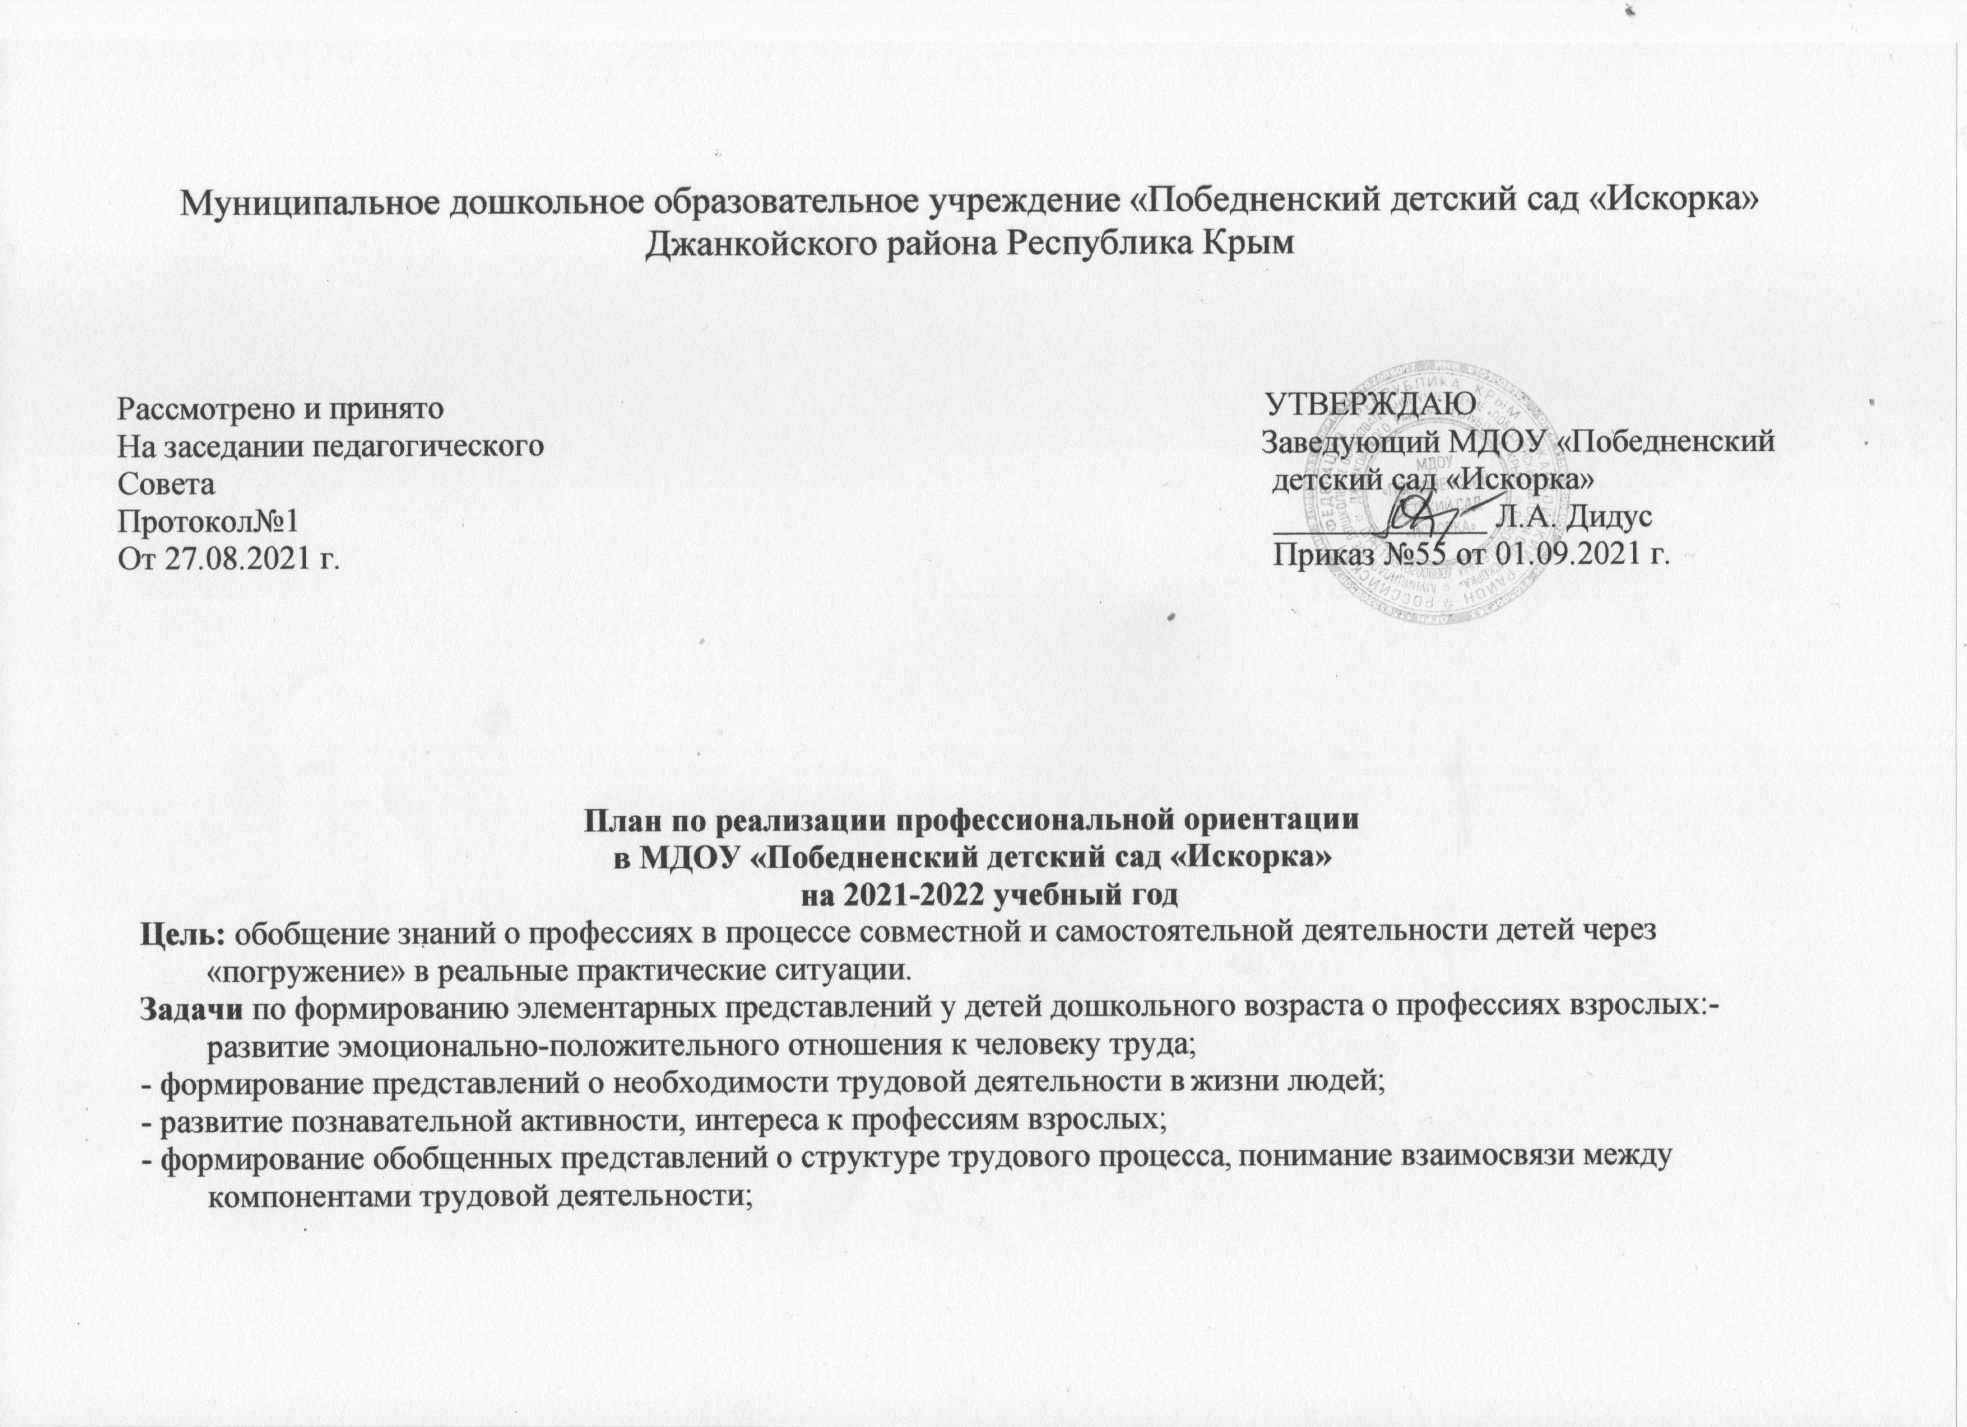 Муниципальное дошкольное образовательное учреждение «Победненский детский сад «Искорка»
Джанкойского района Республика Крым
Рассмотрено и принято
На заседании педагогического
Совета
Протокол№1
От 27.08.2021 г.
УТВЕРЖДАЮ
Заведующий МДОУ «Победненский
детский сад «Искорка»
Л.А. Дидус
Приказ №55 от 01.09.2021 г.
План по реализации профессиональной ориентации
в МДОУ «Победненский детский сад «Искорка»
на 2021-2022 учебный год
Цель: обобщение знаний о профессиях в процессе совместной и самостоятельной деятельности детей через
«погружение» в реальные практические ситуации.
Задачи по формированию элементарных представлений у детей дошкольного возраста о профессиях взрослых:-
развитие эмоционально-положительного отношения к человеку труда;
- формирование представлений о необходимости трудовой деятельности в жизни людей;
- развитие познавательной активности, интереса к профессиям взрослых;
- формирование обобщенных представлений о структуре трудового процесса, понимание взаимосвязи между
компонентами трудовой деятельности;